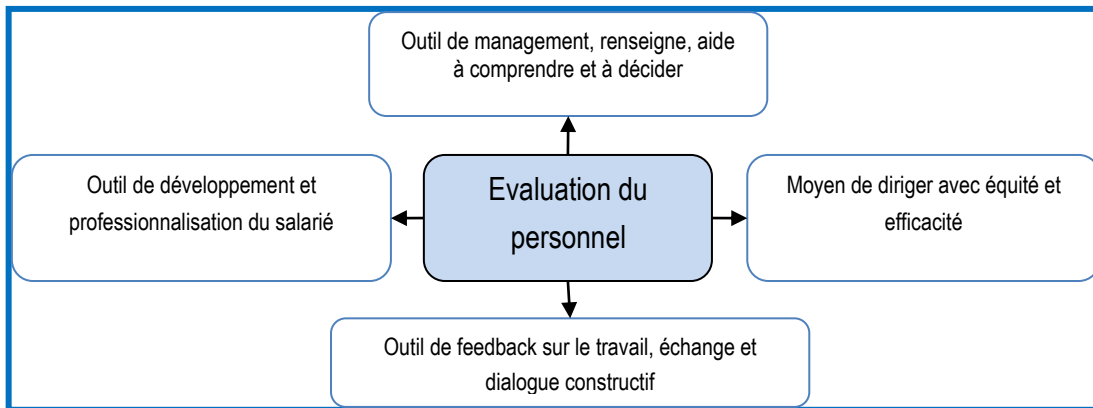 Outil de management, renseigne, aide
à comprendre et à décider
Outil de développement et
professionnalisation du salarié
Evaluation du
personnel
Moyen de diriger avec équité et
efficacité
Outil de feedback sur le travail, échange et
dialogue constructif